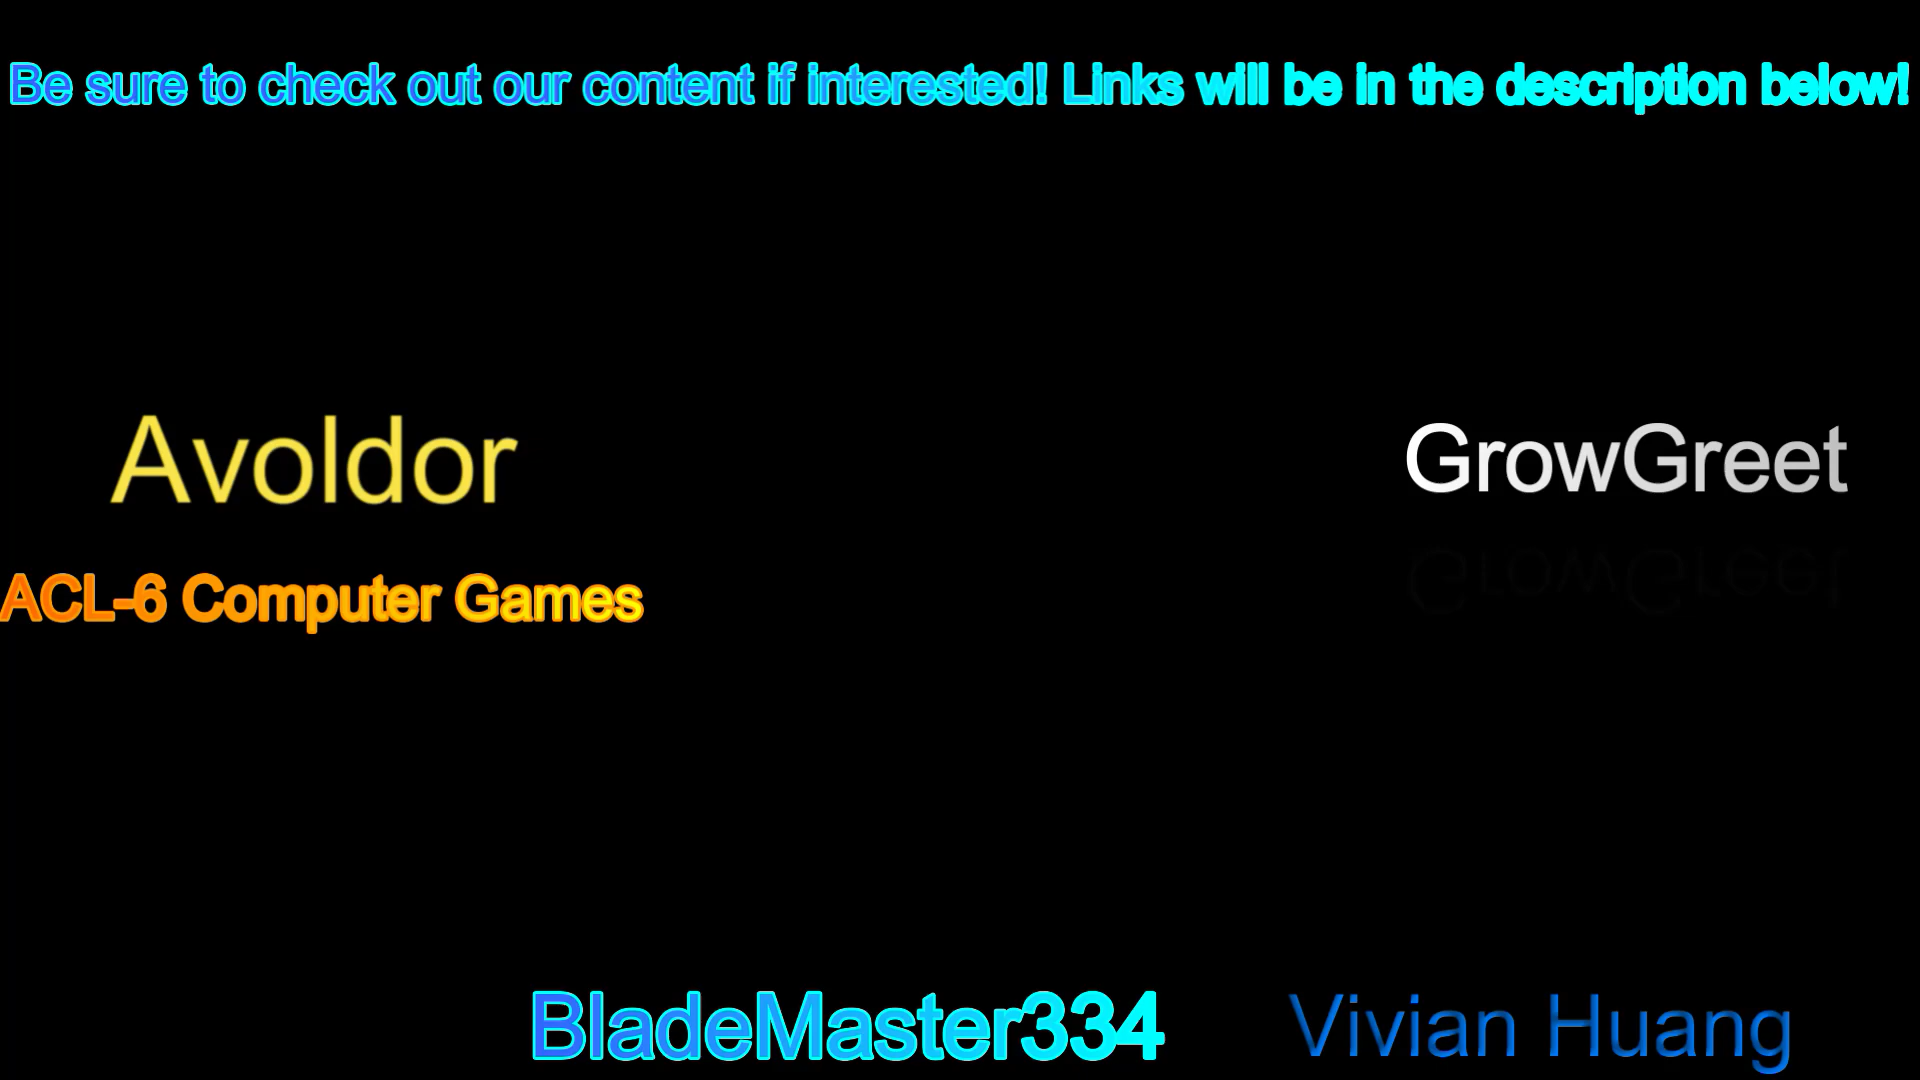 Be sure to check out our content if interested! Links will be in the description below!
Avoldor
GrowGreet
GrowGreet
ACL-6 Computer Games
BladeMaster334
Vivian Huang